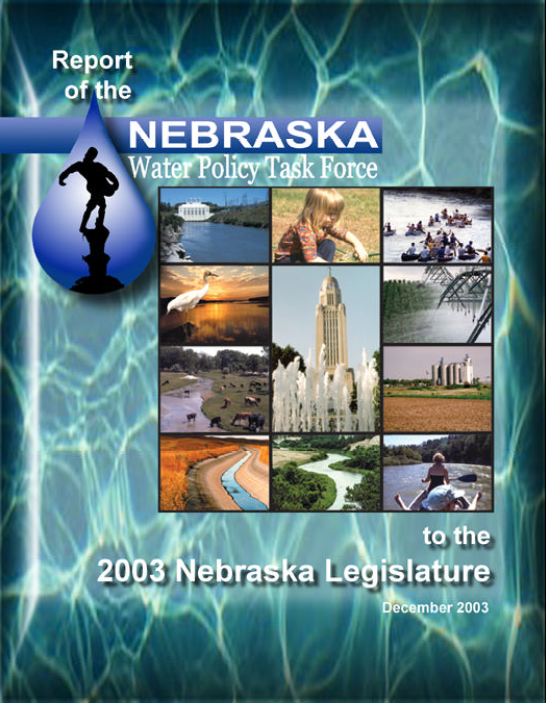 Report
of the
NEBRASKA
Water Policy Task Force
to the
2003 Nebraska Legislature
December 2003